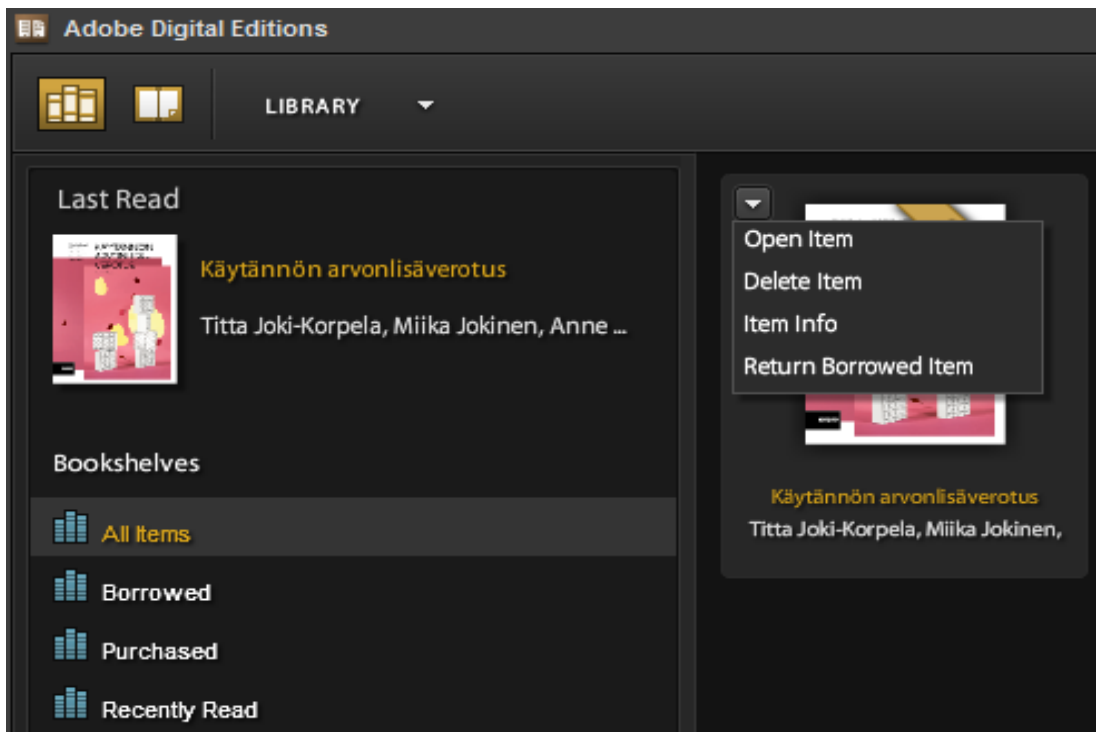 Adobe Digital Editions
LIBRARY
Last Read
KÄYTÄNNÖN
Käytännön arvonlisäverotus
Titta Joki-Korpela, Miika Jokinen, Anne ...
Bookshelves
All Items
Borrowed
Purchased
Recently Read
Open Item
Delete Item
Item Info
Return Borrowed Item
Käytännön arvonlisäverotus
Titta Joki-Korpela, Miika Jokinen,